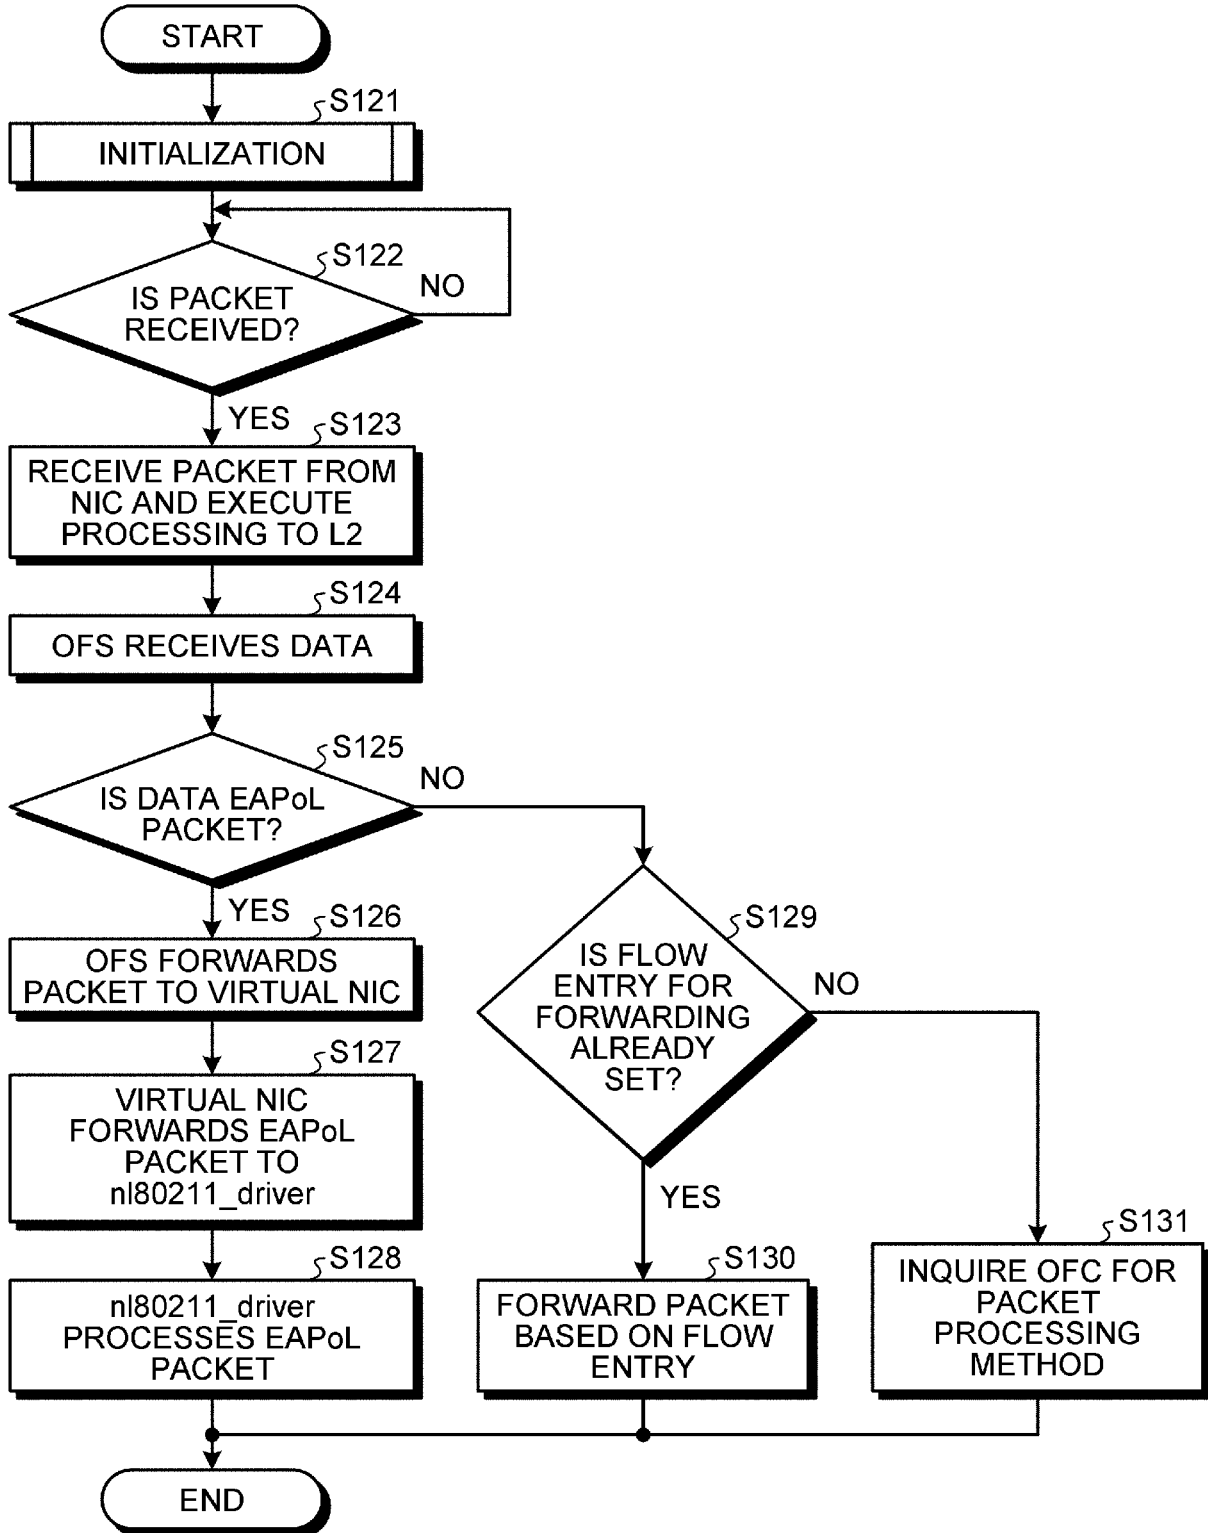 START
S121
INITIALIZATION
S122
IS PACKET
RECEIVED?
NO
YES
S123
RECEIVE PACKET FROM
NIC AND EXECUTE
PROCESSING TO L2
S124
OFS RECEIVES DATA
S125
IS DATA EAPoL
PACKET?
NO
YES
S126
OFS FORWARDS
PACKET TO VIRTUAL NIC
S127
VIRTUAL NIC
FORWARDS EAPoL
PACKET TO
nl80211_driver
S128
nl80211_driver
PROCESSES EAPoL
PACKET
S129
IS FLOW
ENTRY FOR
FORWARDING
ALREADY
SET?
NO
YES
S130
FORWARD PACKET
BASED ON FLOW
ENTRY
S131
INQUIRE OFC FOR
PACKET
PROCESSING
METHOD
END